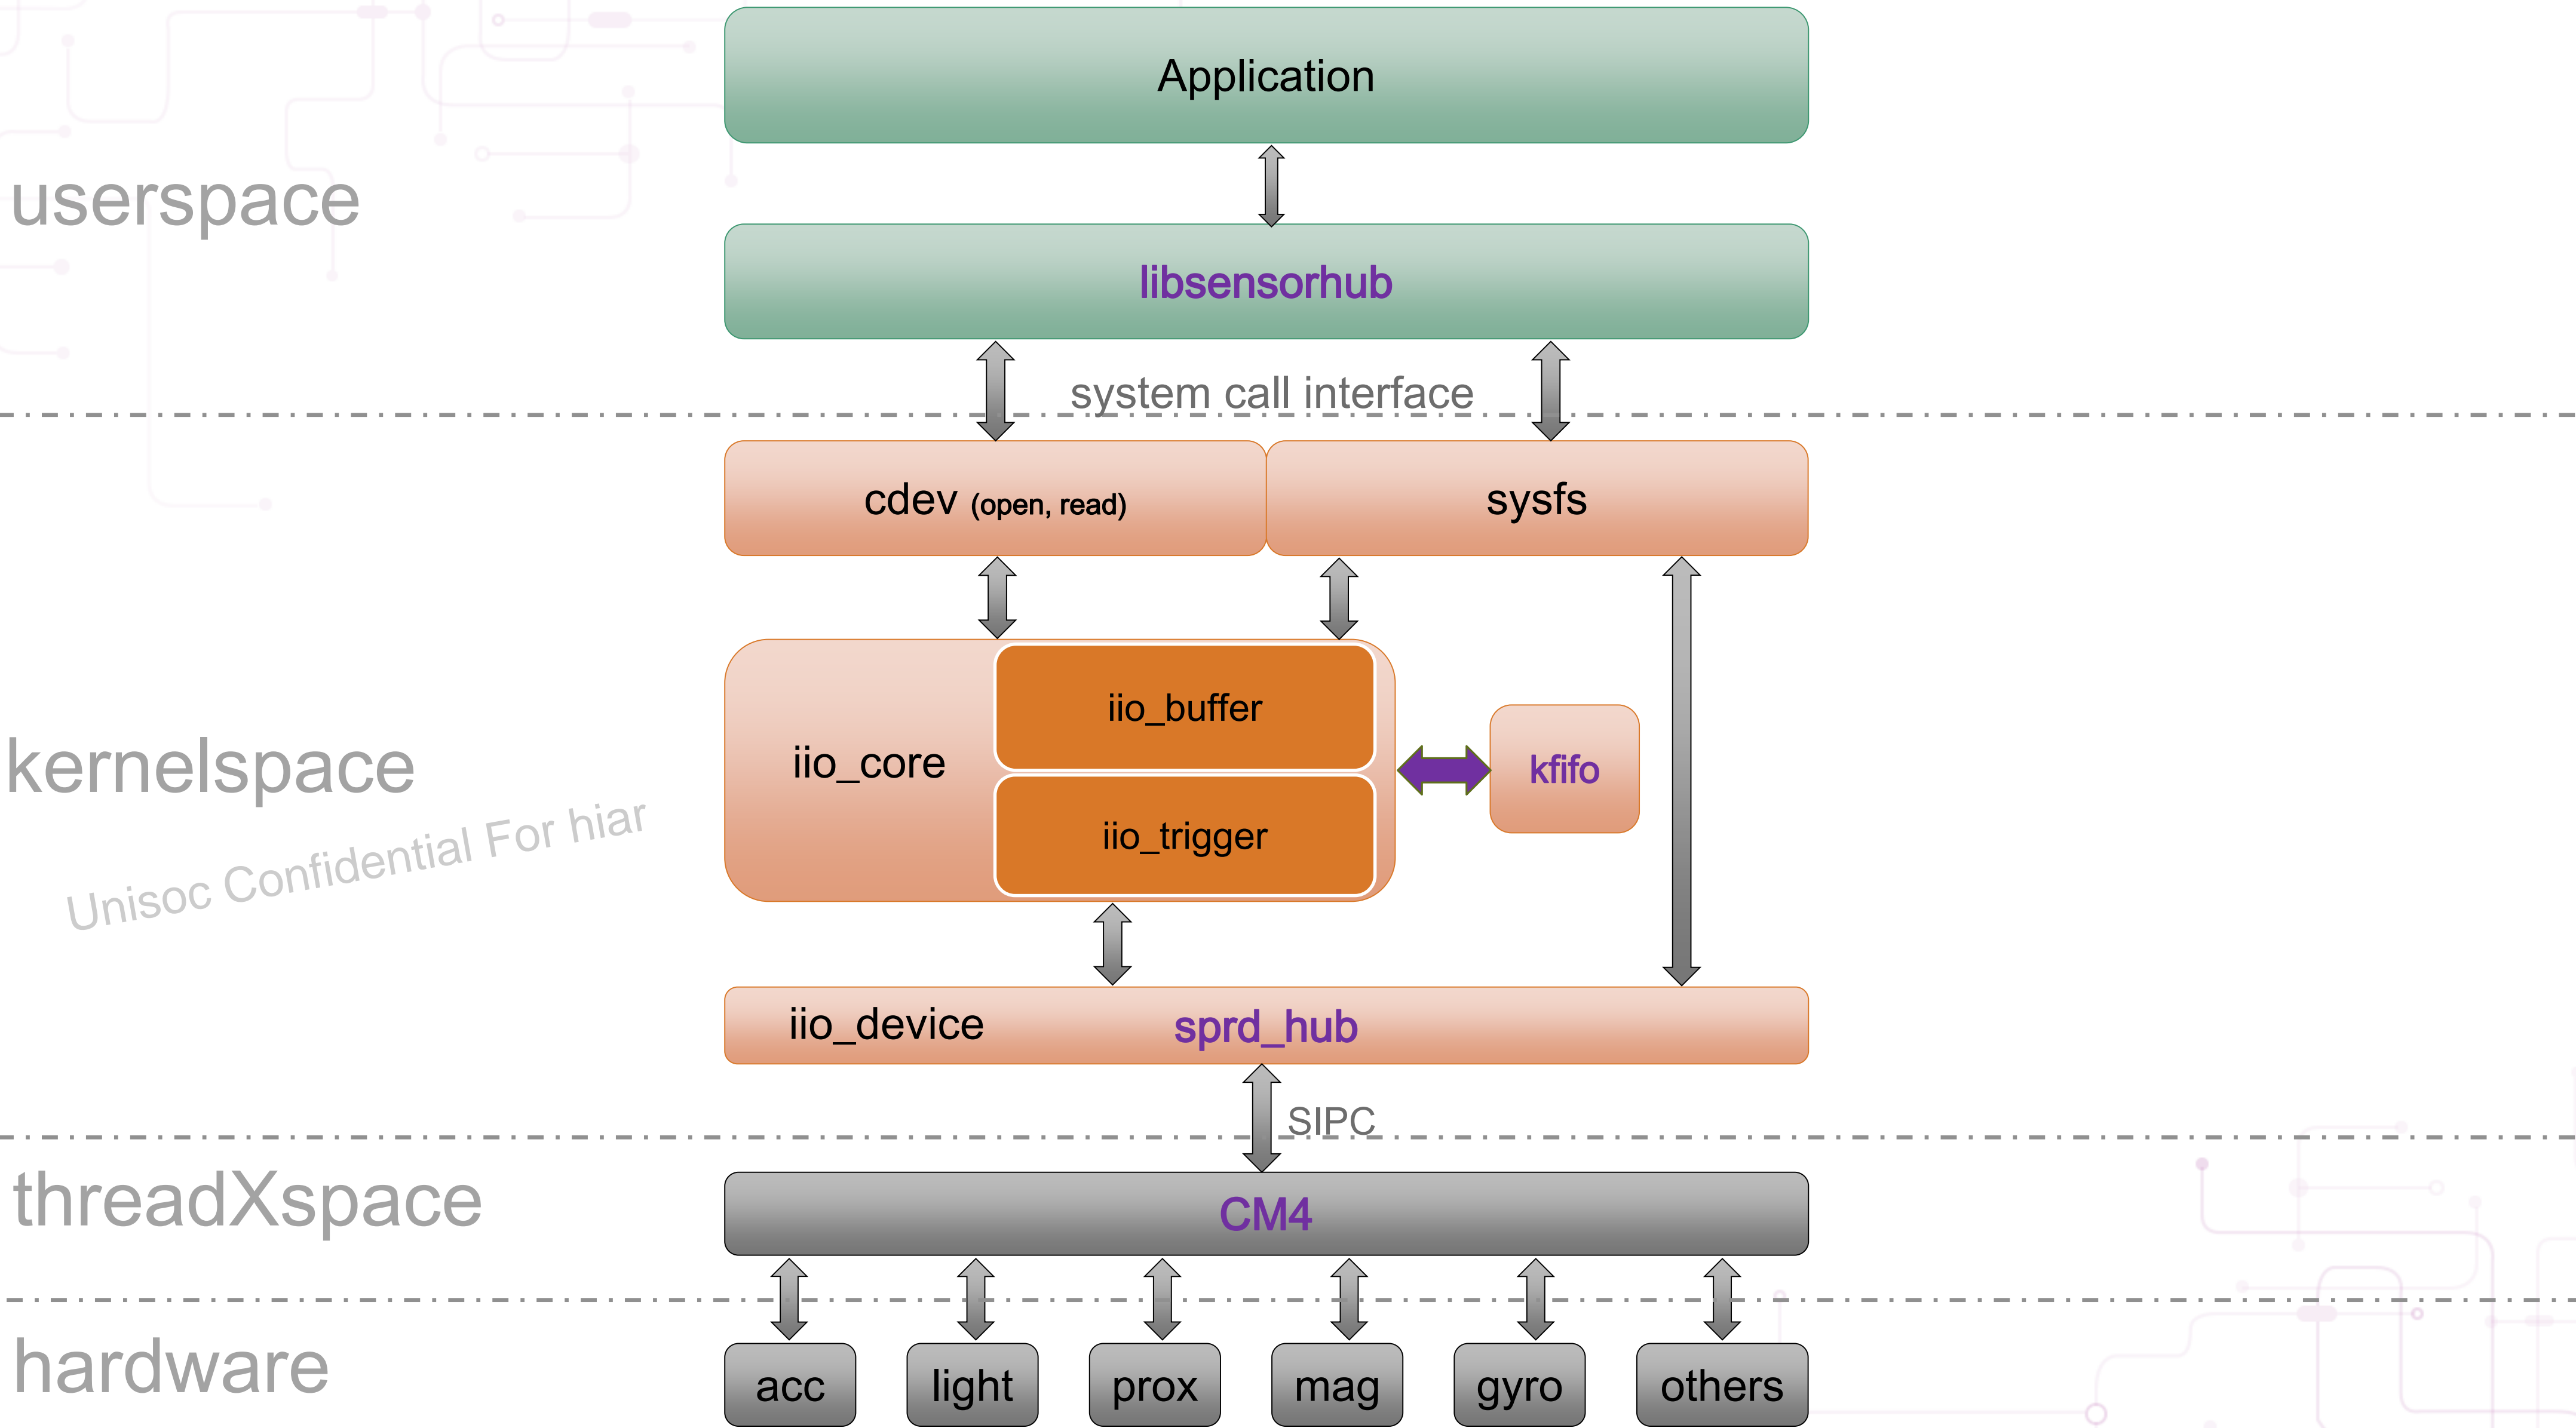 Application
userspace
libsensorhub
system call interface
cdev (open, read)
sysfs
iio_buffer
iio_core
kfifo
iio_trigger
kernelspace
Unisoc Confidential For hiar
iio_device
sprd_hub
SIPC
threadXspace
CM4
hardware
acc
light
prox
mag
gyro
others